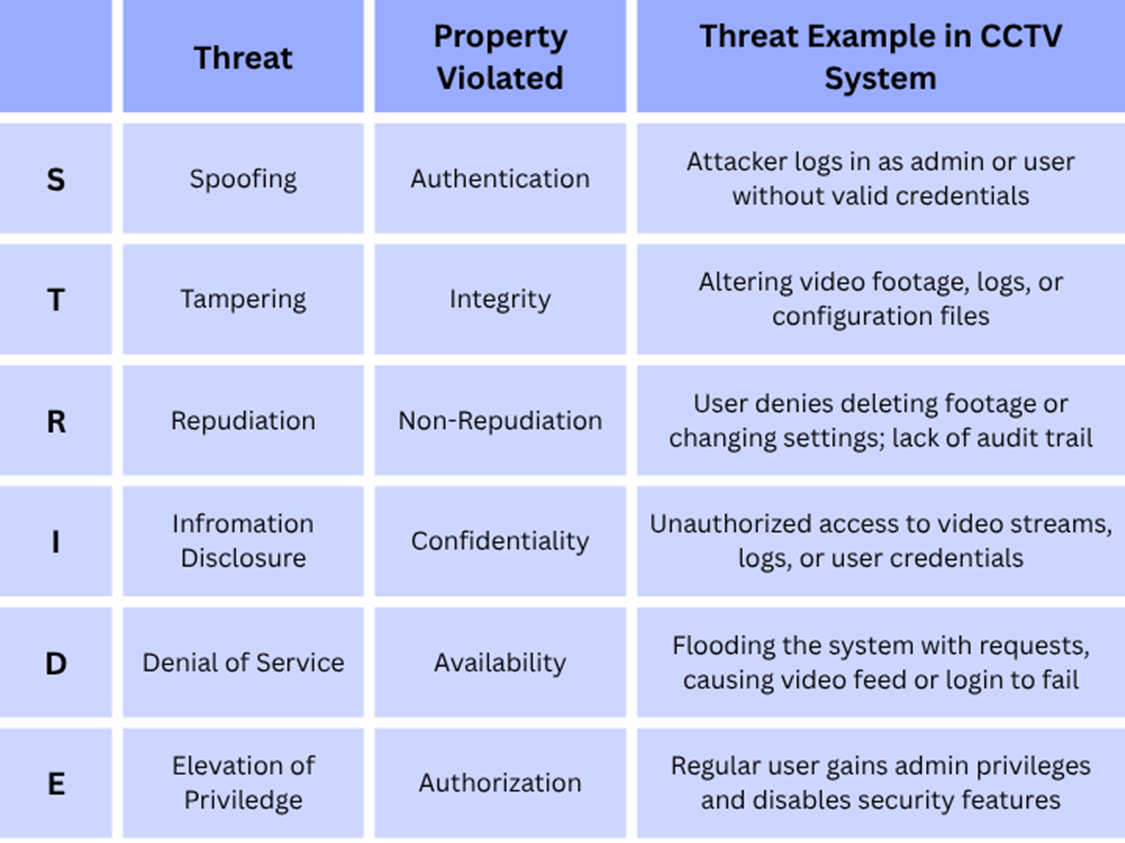 Threat
Property
Violated
Threat Example in CCTV
System
S
Spoofing
Authentication
Attacker logs in as admin or user
without valid credentials
T
Tampering
Integrity
Altering video footage, logs, or
configuration files
R
Repudiation
Non-Repudiation
User denies deleting footage or
changing settings; lack of audit trail
I
Infromation
Disclosure
Confidentiality
Unauthorized access to video streams,
logs, or user credentials
D
Denial of Service
Availability
Flooding the system with requests,
causing video feed or login to fail
E
Elevation of
Priviledge
Authorization
Regular user gains admin privileges
and disables security features